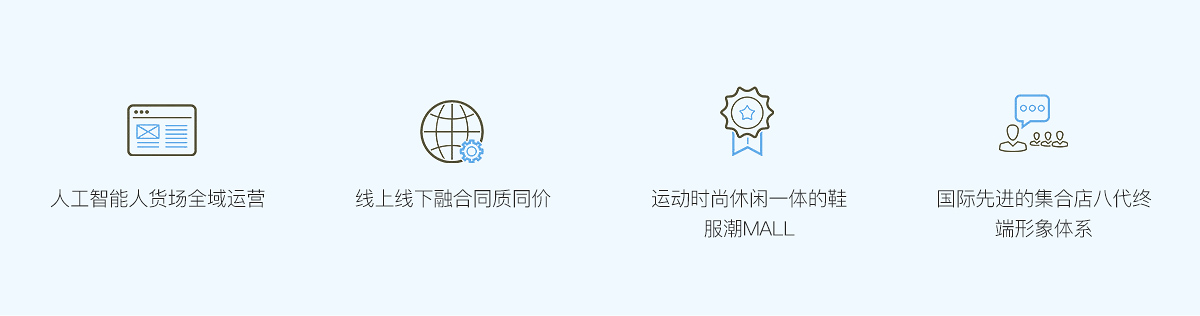 人工智能人货场全域运营
线上线下融合同质同价
运动时尚休闲一体的鞋
服潮MALL
国际先进的集合店八代终
端形象体系